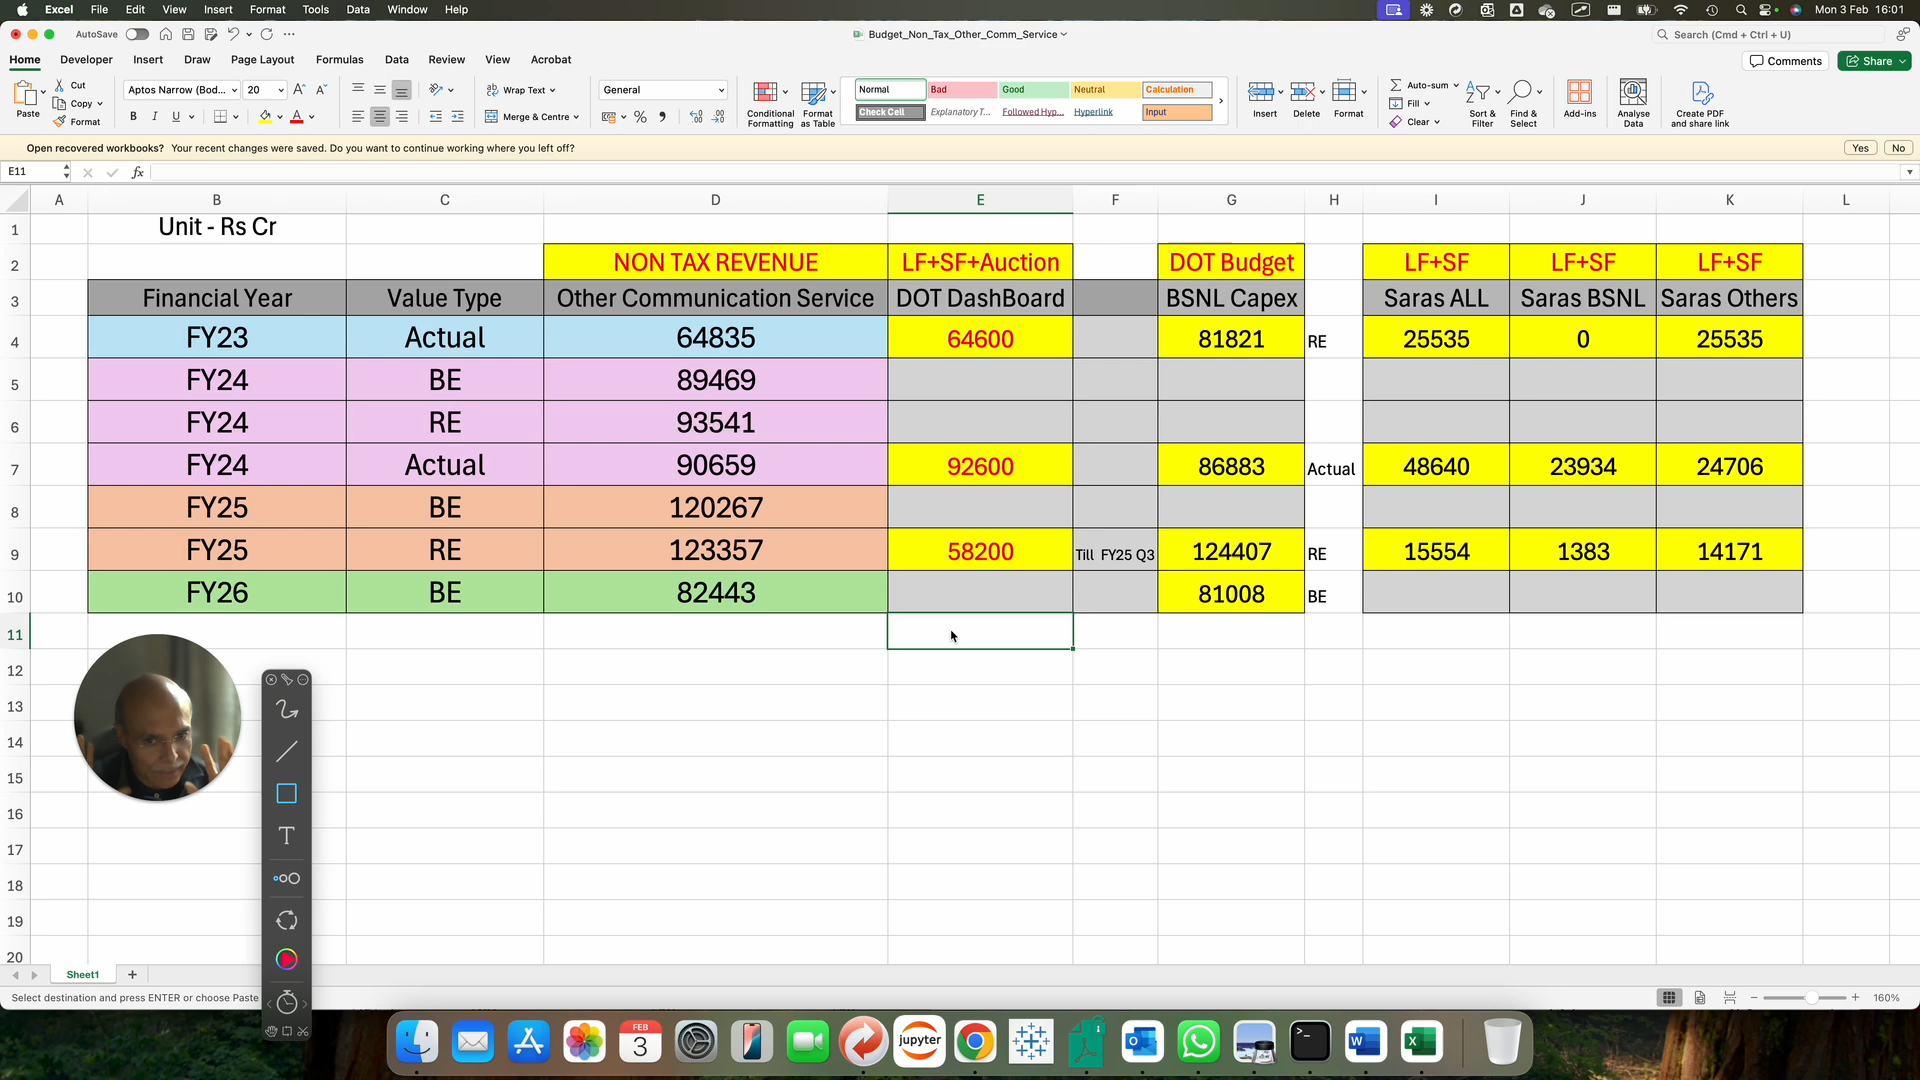 Excel File Edit View Insert Format Tools Data Window Help Mon 3 Feb 16:01
AutoSave Budget_Non_Tax_Other_Comm_Service Search (Cmd + Ctrl + U)
Home Developer Insert Draw Page Layout Formulas Data Review View Acrobat Comments Share
Paste Cut Copy Format
Aptos Narrow (Bod... 20 A A
B I U A
Wrap Text Merge & Centre
General
Conditional Formatting Format as Table
Normal Bad Good Neutral Calculation
Check Cell Explanatory T... Followed Hyp... Hyperlink Input
Insert Delete Format
Auto-sum Fill Clear
Sort & Filter Find & Select Add-ins Analyse Data Create PDF and share link
Open recovered workbooks? Your recent changes were saved. Do you want to continue working where you left off? Yes No
E11 fx
A B C D E F G H I J K L
1 Unit - Rs Cr
2 NON TAX REVENUE LF+SF+Auction DOT Budget LF+SF LF+SF LF+SF
3 Financial Year Value Type Other Communication Service DOT DashBoard BSNL Capex Saras ALL Saras BSNL Saras Others
4 FY23 Actual 64835 64600 81821 RE 25535 0 25535
5 FY24 BE 89469
6 FY24 RE 93541
7 FY24 Actual 90659 92600 86883 Actual 48640 23934 24706
8 FY25 BE 120267
9 FY25 RE 123357 58200 Till FY25 Q3 124407 RE 15554 1383 14171
10 FY26 BE 82443 81008 BE
11
12
13
14
15
16
17
18
19
20
T
Sheet1
Select destination and press ENTER or choose Paste 160%
FEB
3
jupyter